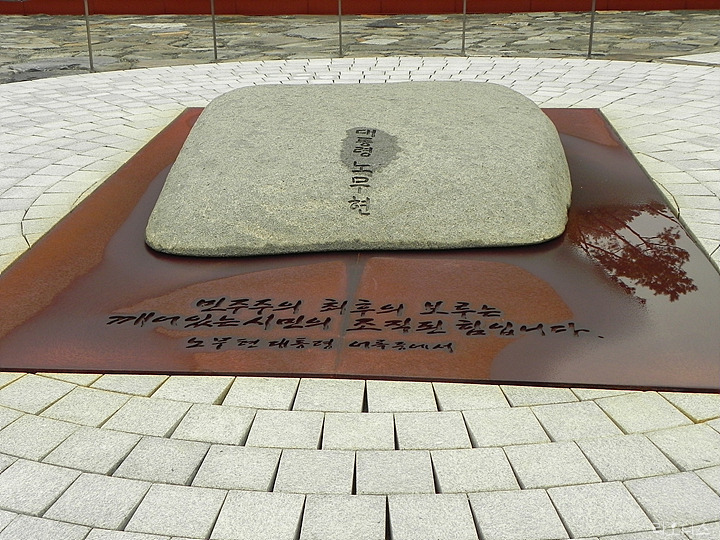 대통령 노무현
민주주의 최후의 보루는
깨어있는 시민의 조직된 힘입니다.
노무현 대통령 어록중에서